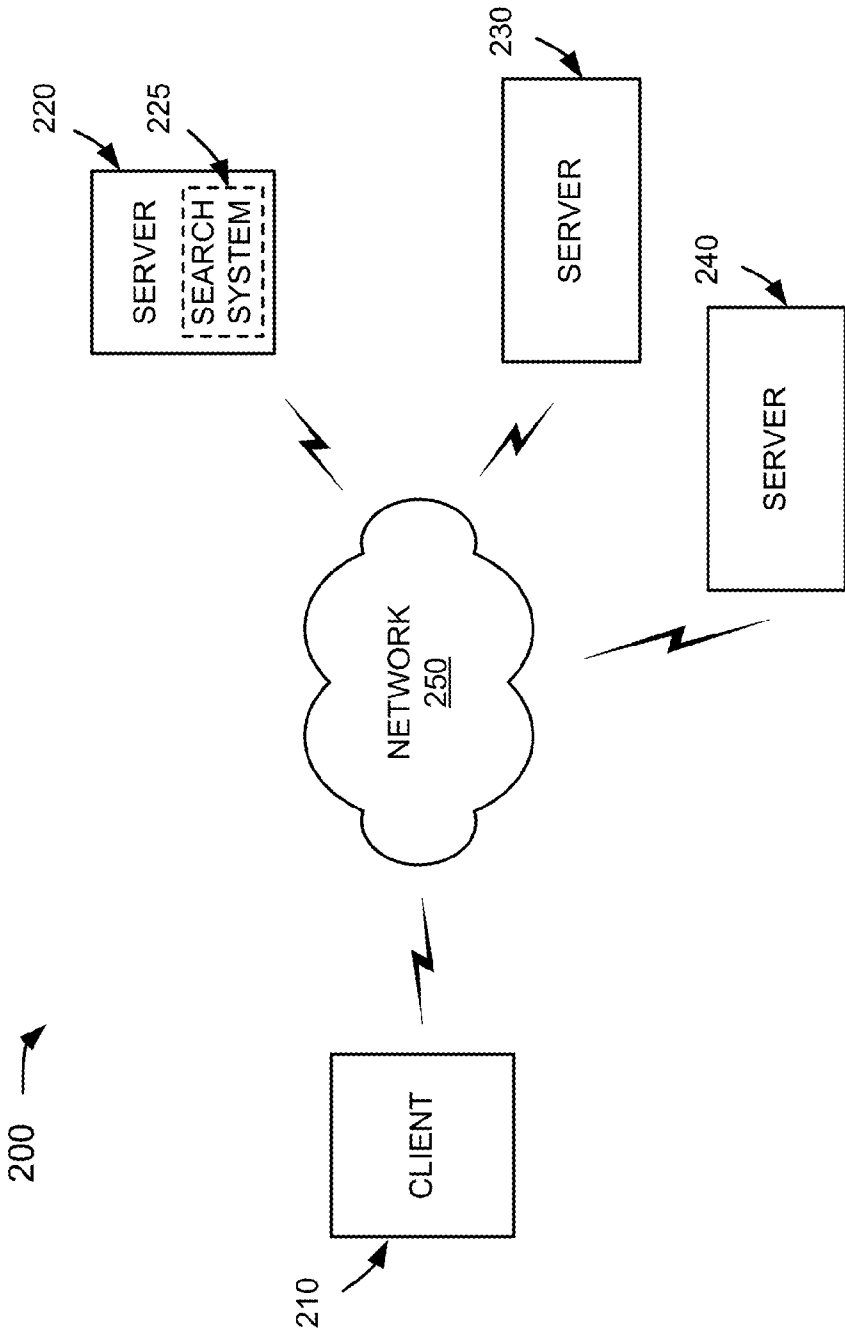 200
210
CLIENT
NETWORK
250
220
SERVER
SEARCH
SYSTEM
225
230
SERVER
240
SERVER